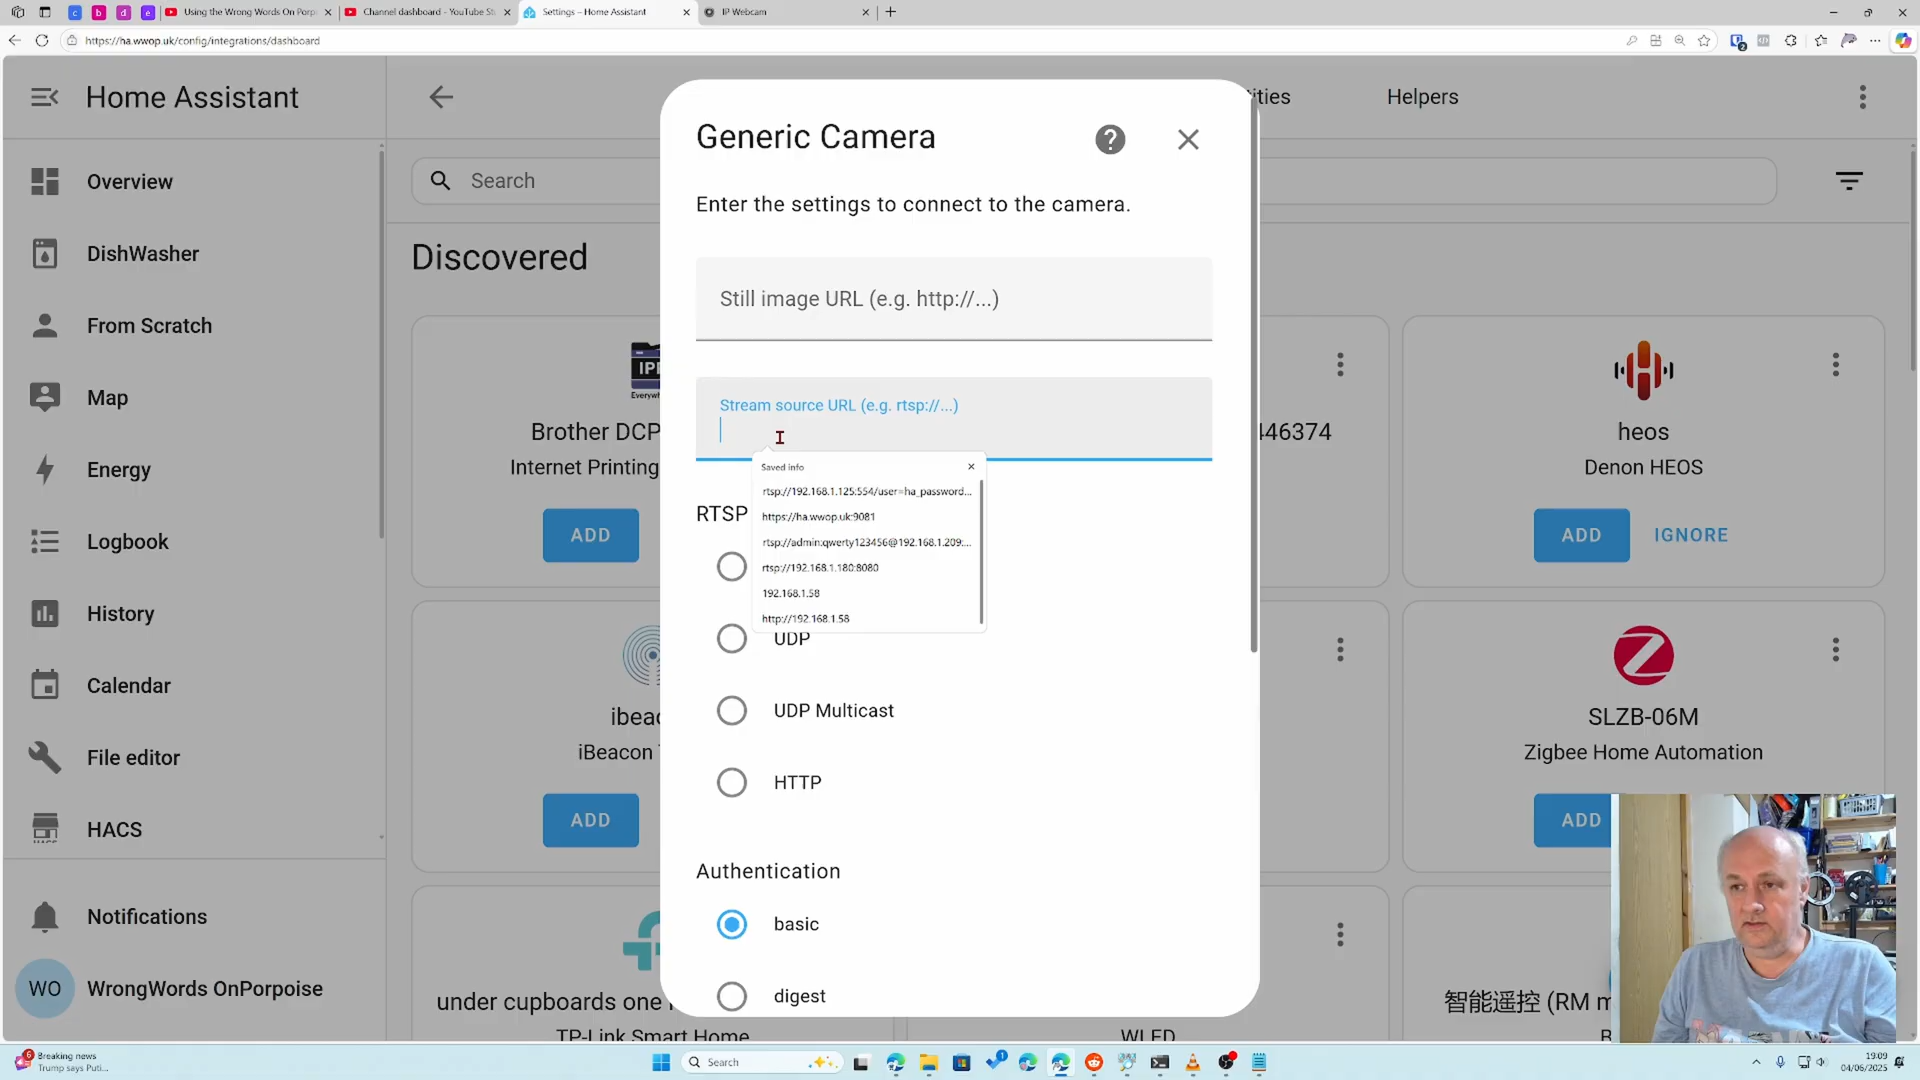 Using the Wrong Words On Porp
Channel dashboard - YouTube St
Settings – Home Assistant
IP Webcam
https://ha.wwop.uk/config/integrations/dashboard
Home Assistant
Overview
DishWasher
From Scratch
Map
Energy
Logbook
History
Calendar
File editor
HACS
Notifications
WO
WrongWords OnPorpoise
ities
Helpers
Search
Discovered
Brother DCP
Internet Printing
ADD
446374
heos
Denon HEOS
ADD
IGNORE
ibeac
iBeacon
ADD
SLZB-06M
Zigbee Home Automation
ADD
under cupboards one
TP-Link Smart Home
WLED
智能遥控 (RM m
Generic Camera
Enter the settings to connect to the camera.
Still image URL (e.g. http://...)
Stream source URL (e.g. rtsp://...)
Saved info
rtsp://192.168.1.125:554/user=ha_password...
https://ha.wwop.uk:9081
rtsp://admin:qwerty123456@192.168.1.209:...
rtsp://192.168.1.180:8080
192.168.1.58
http://192.168.1.58
RTSP
UDP
UDP Multicast
HTTP
Authentication
basic
digest
6
Breaking news
Trump says Puti...
Search
19:09
04/06/2025